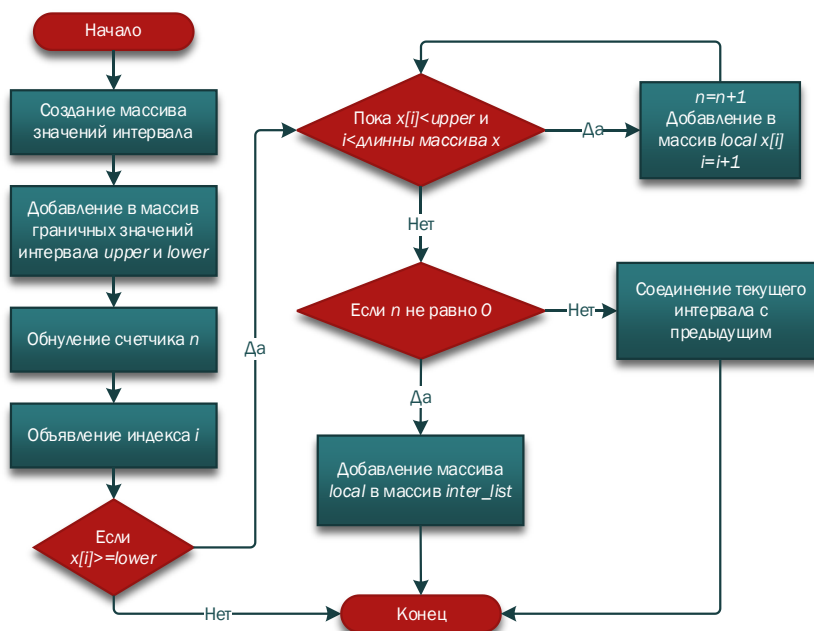 Начало
Создание массива
значений интервала
Добавление в массив
граничных значений
интервала upper и lower
Обнуление счетчика n
Объявление индекса i
Если
x[i]>=lower
Да
Нет
Пока x[i]<upper и
i<длинны массива x
Да
n=n+1
Добавление в
массив local x[i]
i=i+1
Нет
Если n не равно 0
Нет
Соединение текущего
интервала с
предыдущим
Да
Добавление массива
local в массив inter_list
Конец